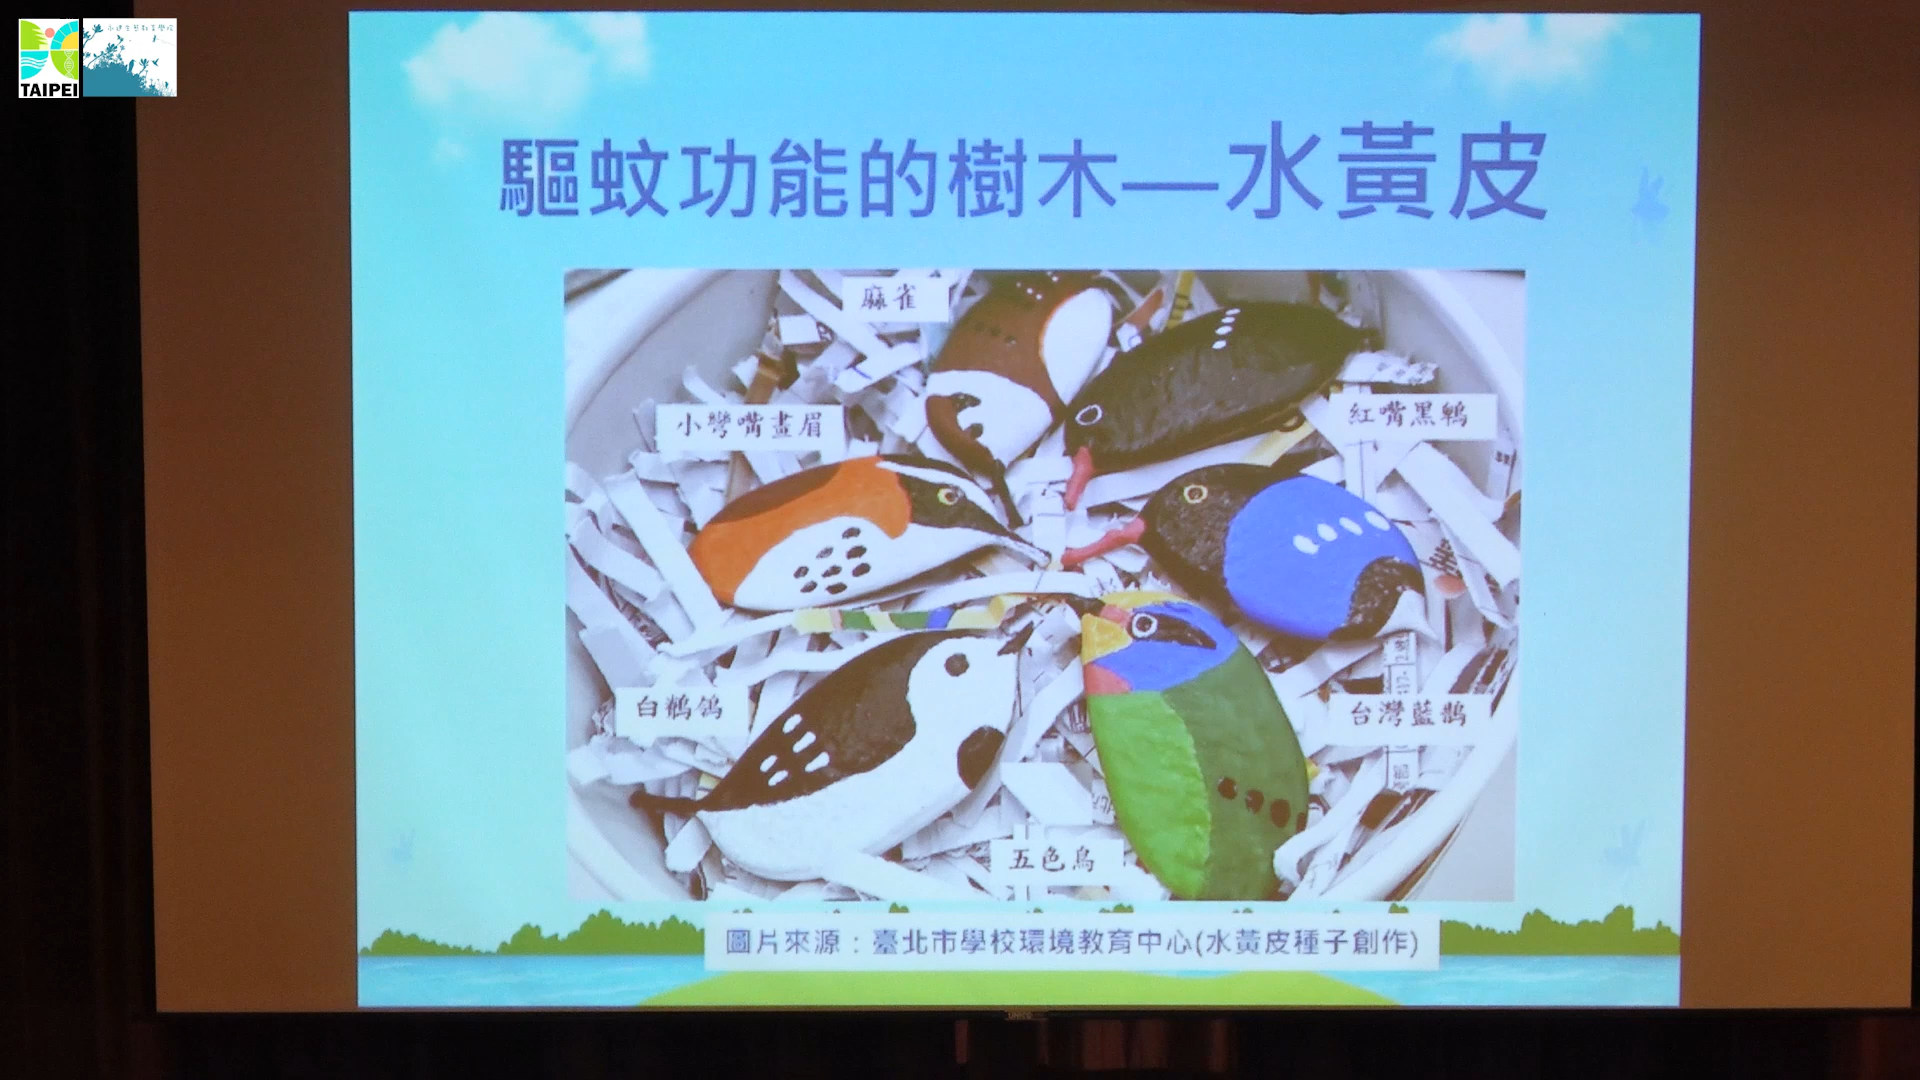 TAIPEI
驅蚊功能的樹木—水黃皮
麻雀
小彎嘴畫眉
紅嘴黑鵯
白鶺鴒
台灣藍鵲
五色鳥
圖片來源：臺北市學校環境教育中心(水黃皮種子創作)